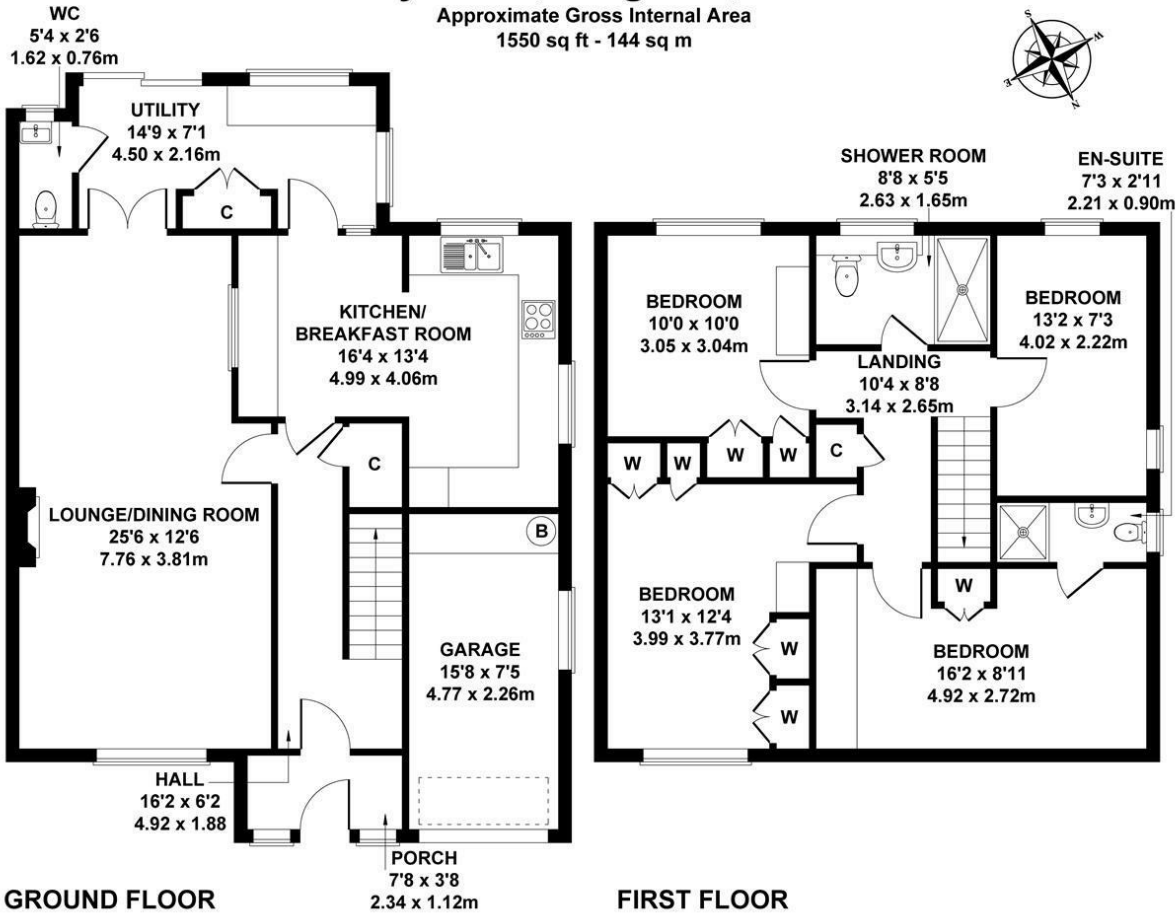 Approximate Gross Internal Area
1550 sq ft - 144 sq m
WC
5'4 x 2'6
1.62 x 0.76m
UTILITY
14'9 x 7'1
4.50 x 2.16m
C
KITCHEN/
BREAKFAST ROOM
16'4 x 13'4
4.99 x 4.06m
C
LOUNGE/DINING ROOM
25'6 x 12'6
7.76 x 3.81m
B
GARAGE
15'8 x 7'5
4.77 x 2.26m
HALL
16'2 x 6'2
4.92 x 1.88
PORCH
7'8 x 3'8
2.34 x 1.12m
GROUND FLOOR
S
W
E
N
SHOWER ROOM
8'8 x 5'5
2.63 x 1.65m
EN-SUITE
7'3 x 2'11
2.21 x 0.90m
BEDROOM
10'0 x 10'0
3.05 x 3.04m
BEDROOM
13'2 x 7'3
4.02 x 2.22m
LANDING
10'4 x 8'8
3.14 x 2.65m
W
W
W
W
C
BEDROOM
13'1 x 12'4
3.99 x 3.77m
W
W
W
BEDROOM
16'2 x 8'11
4.92 x 2.72m
FIRST FLOOR